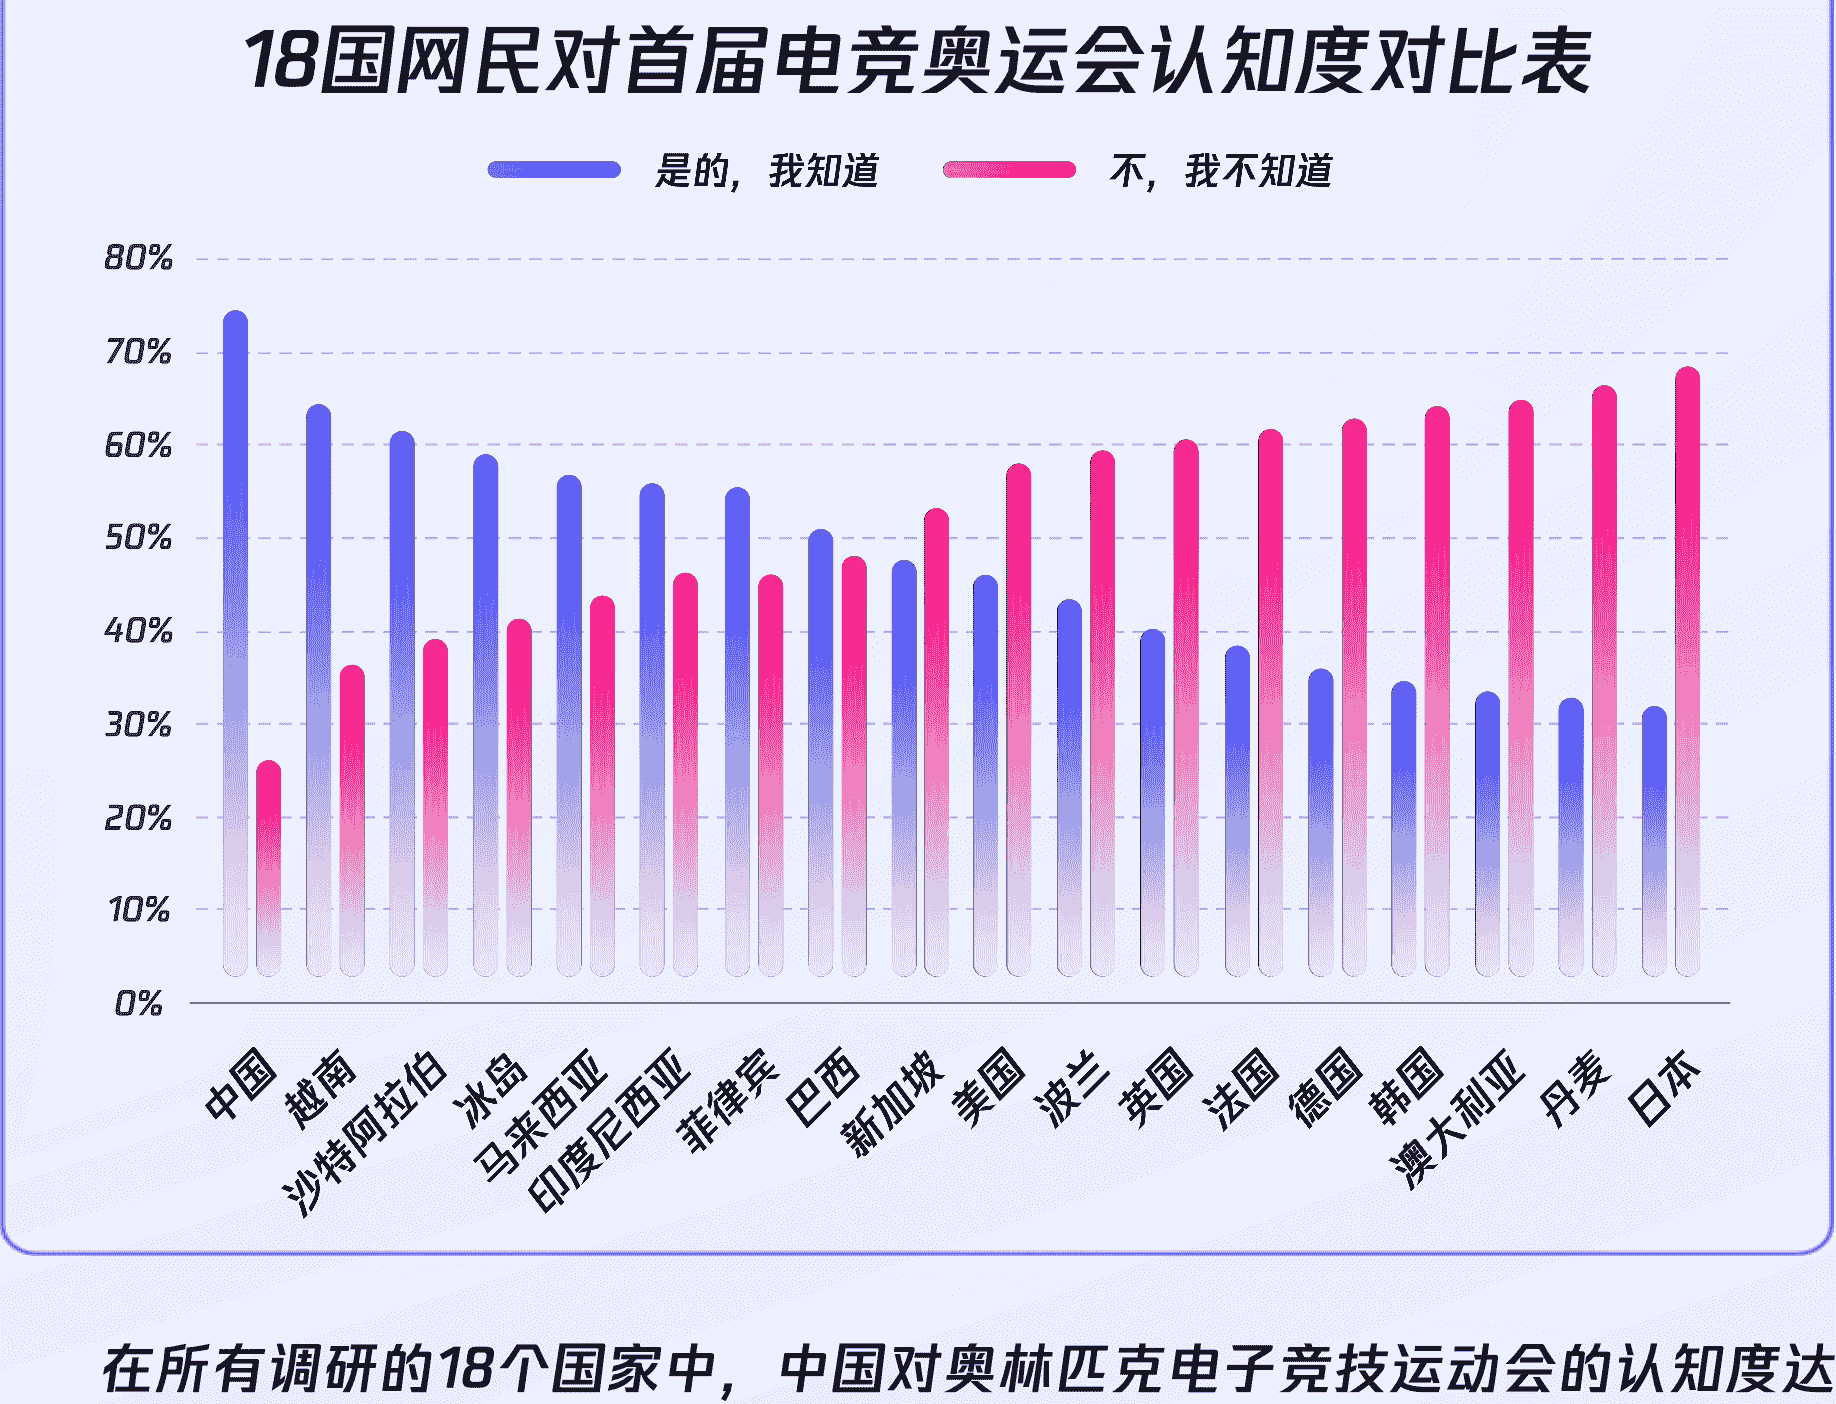 18国网民对首届电竞奥运会认知度对比表
是的，我知道 不，我不知道
80%
70%
60%
50%
40%
30%
20%
10%
0%
中国
越南
沙特阿拉伯
冰岛
马来西亚
印度尼西亚
菲律宾
巴西
新加坡
美国
波兰
英国
法国
德国
韩国
澳大利亚
丹麦
日本
在所有调研的18个国家中，中国对奥林匹克电子竞技运动会的认知度达